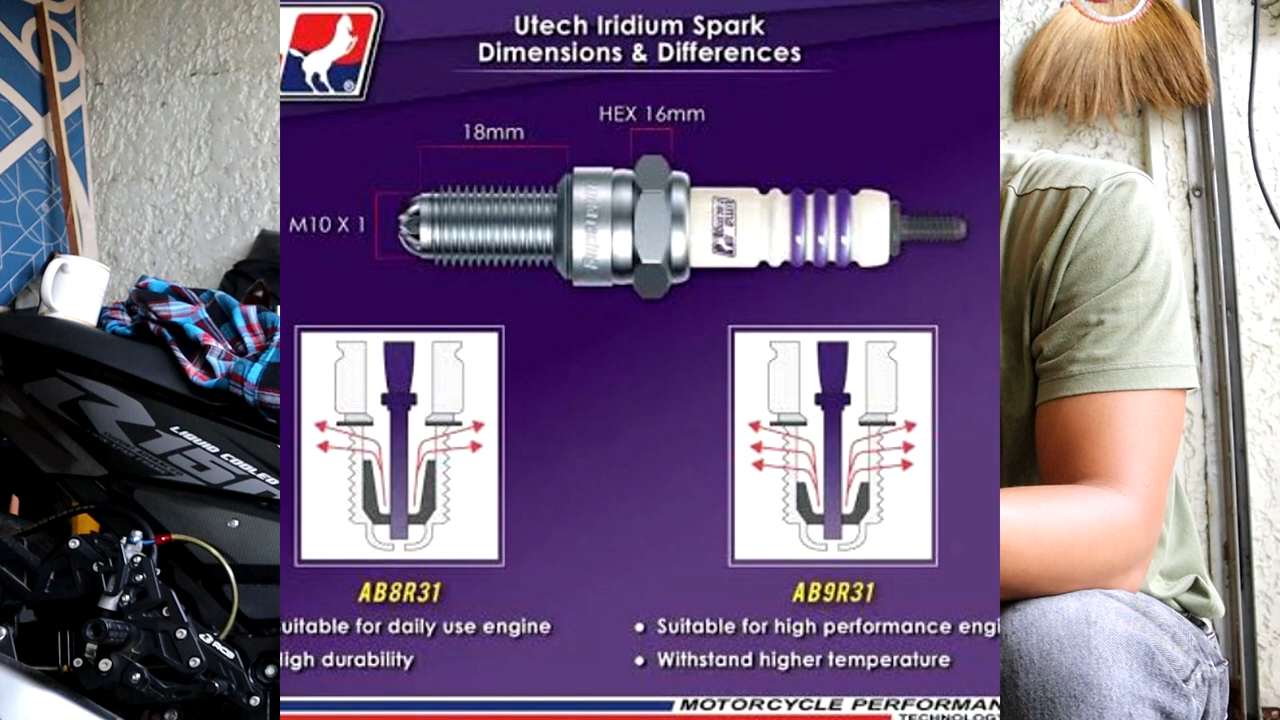 Utech Iridium Spark
Dimensions & Differences
HEX 16mm
18mm
M10 X 1
LIQUID COOLED
AB8R31
AB9R31
uitable for daily use engine
igh durability
• Suitable for high performance engi
• Withstand higher temperature
MOTORCYCLE PERFORMAN
TECHNOLOGY